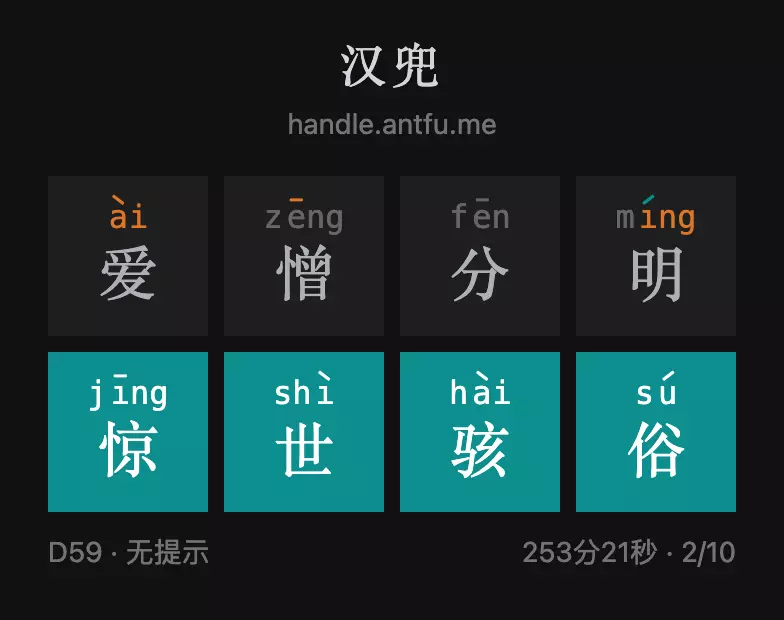 汉兜
handle.antfu.me
ài zēng fēn míng
爱 憎 分 明
jīng shì hài sú
惊 世 骇 俗
D59 · 无提示 253分21秒 · 2/10